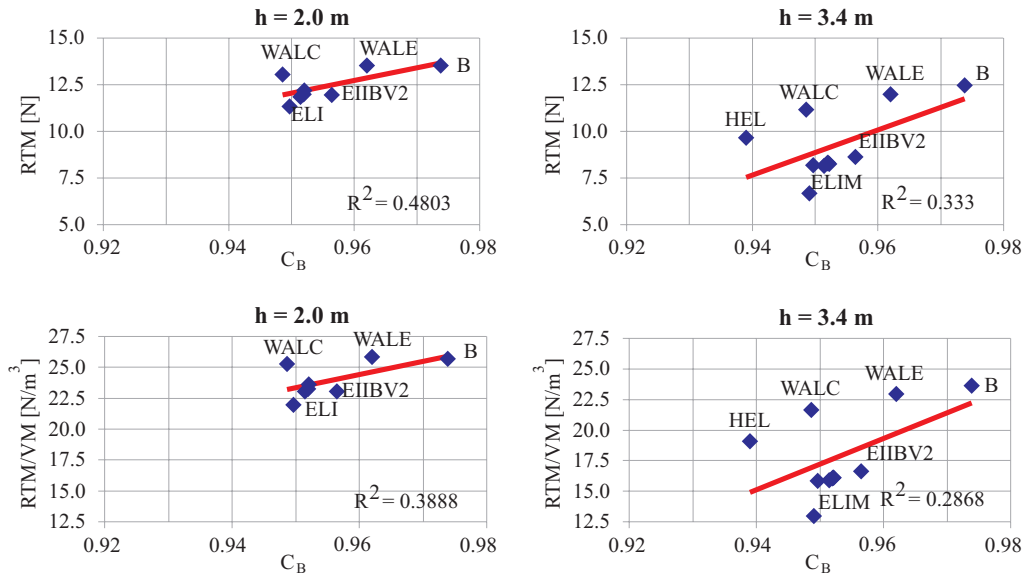 h = 2.0 m
15.0
12.5
10.0
7.5
5.0
RTM [N]
WALC
WALE
B
EIIBV2
ELI
R2 = 0.4803
0.92
0.94
0.96
0.98
CB
h = 3.4 m
15.0
12.5
10.0
7.5
5.0
RTM [N]
HEL
WALC
WALE
B
EIIBV2
ELIM
R2 = 0.333
0.92
0.94
0.96
0.98
CB
h = 2.0 m
27.5
25.0
22.5
20.0
17.5
15.0
12.5
RTM/VM [N/m3]
WALC
WALE
B
EIIBV2
ELI
R2 = 0.3888
0.92
0.94
0.96
0.98
CB
h = 3.4 m
27.5
25.0
22.5
20.0
17.5
15.0
12.5
RTM/VM [N/m3]
HEL
WALC
WALE
B
EIIBV2
ELIM
R2 = 0.2868
0.92
0.94
0.96
0.98
CB